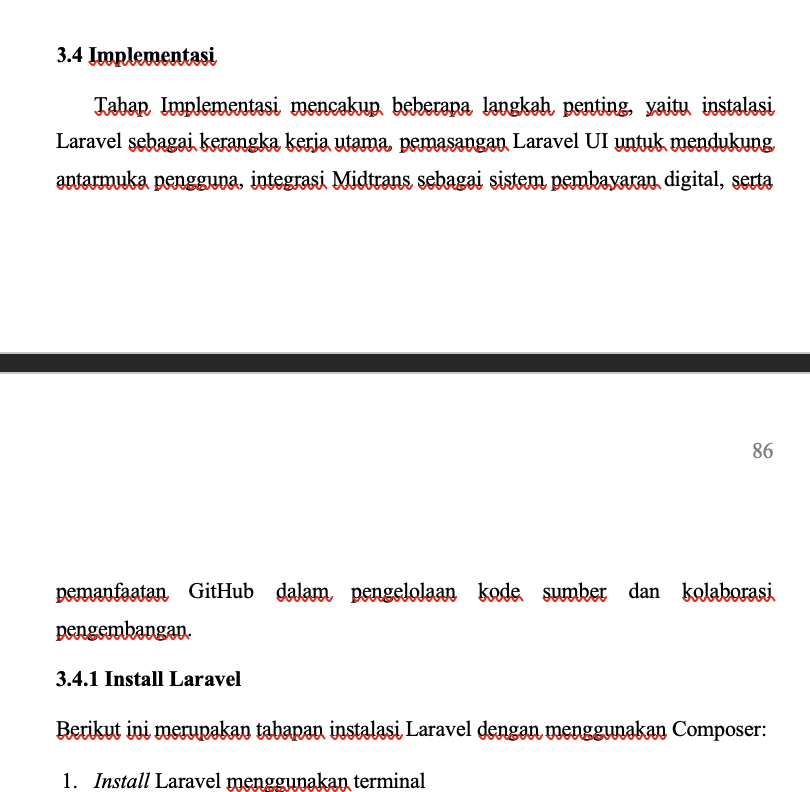 3.4 Implementasi
Tahap Implementasi mencakup beberapa langkah penting, yaitu instalasi
Laravel sebagai kerangka kerja utama, pemasangan Laravel UI untuk mendukung
antarmuka pengguna, integrasi Midtrans sebagai sistem pembayaran digital, serta
86
pemanfaatan GitHub dalam pengelolaan kode sumber dan kolaborasi
pengembangan.
3.4.1 Install Laravel
Berikut ini merupakan tahapan instalasi Laravel dengan menggunakan Composer:
1. Install Laravel menggunakan terminal